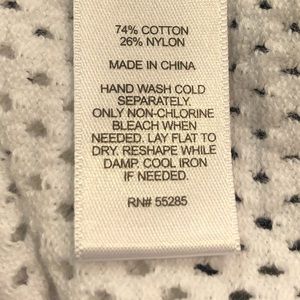 74% COTTON
26% NYLON
MADE IN CHINA
HAND WASH COLD
SEPARATELY.
ONLY NON-CHLORINE
BLEACH WHEN
NEEDED. LAY FLAT TO
DRY. RESHAPE WHILE
DAMP. COOL IRON
IF NEEDED.
RN# 55285